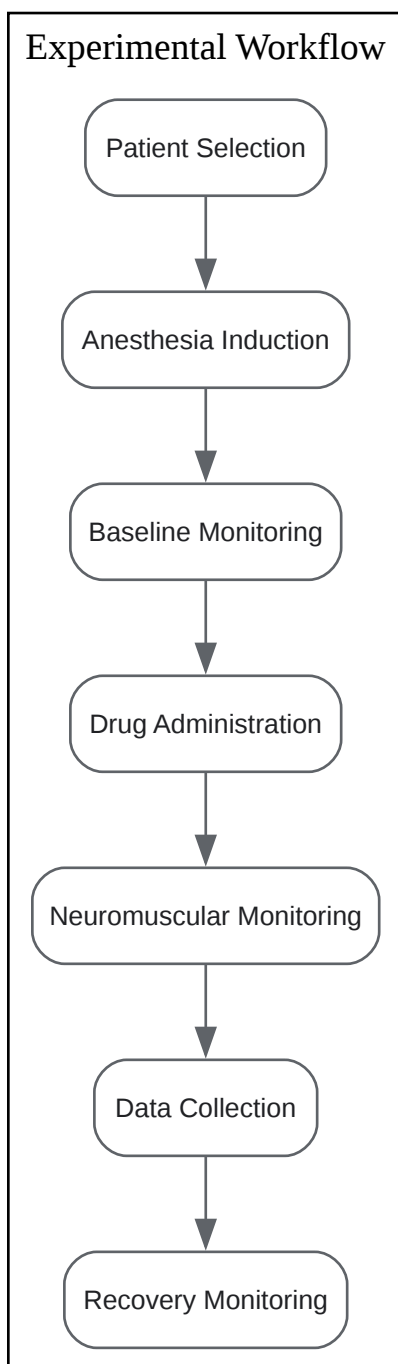 Experimental Workflow
Patient Selection
Anesthesia Induction
Baseline Monitoring
Drug Administration
Neuromuscular Monitoring
Data Collection
Recovery Monitoring